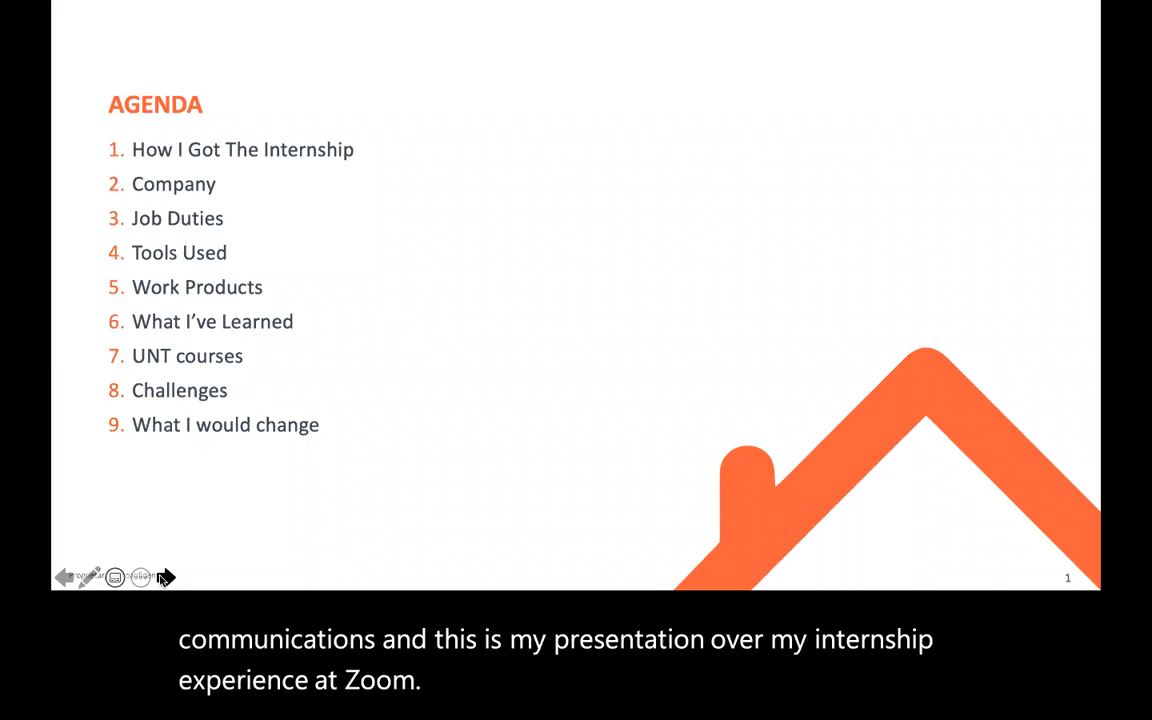 AGENDA
1. How I Got The Internship
2. Company
3. Job Duties
4. Tools Used
5. Work Products
6. What I've Learned
7. UNT courses
8. Challenges
9. What I would change
1
communications and this is my presentation over my internship
experience at Zoom.